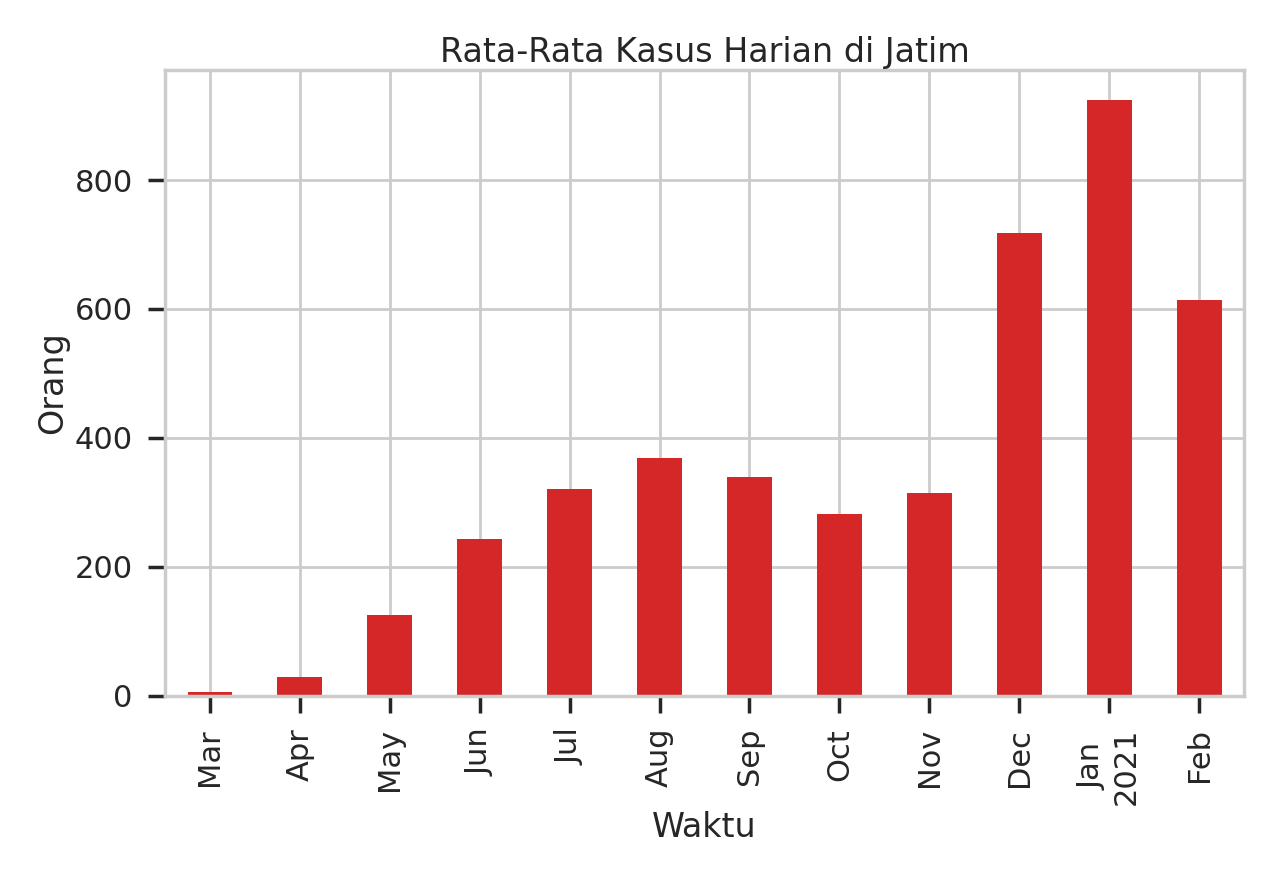 Rata-Rata Kasus Harian di Jatim
Orang
800
600
400
200
0
Mar
Apr
May
Jun
Jul
Aug
Sep
Oct
Nov
Dec
Jan
2021
Feb
Waktu